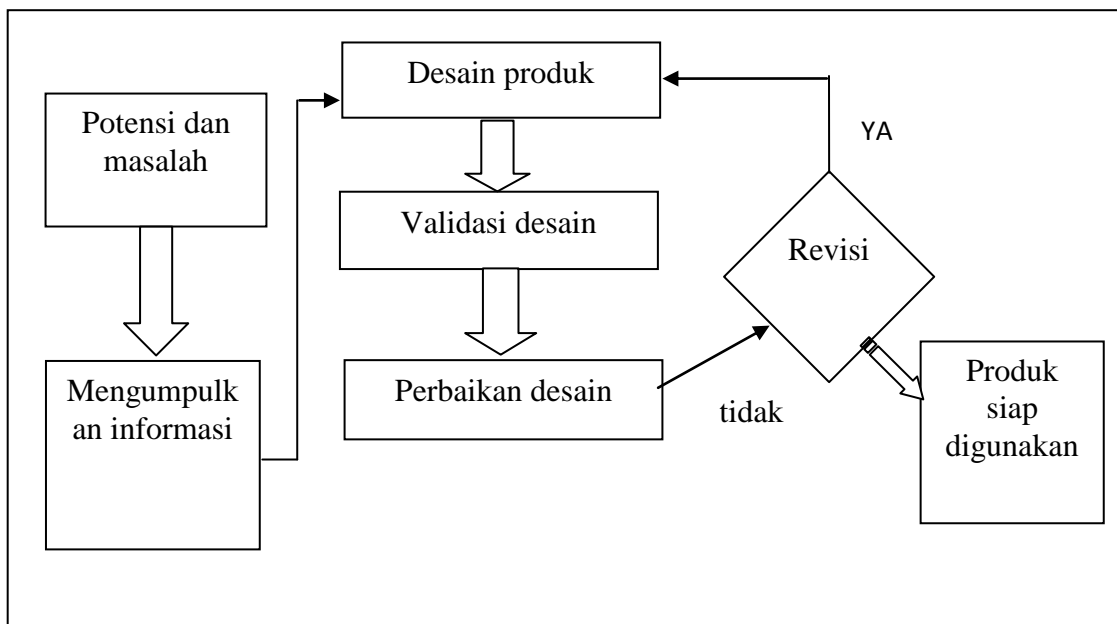 Potensi dan
masalah
Mengumpulk
an informasi
Desain produk
Validasi desain
Perbaikan desain
Revisi
YA
tidak
Produk
siap
digunakan